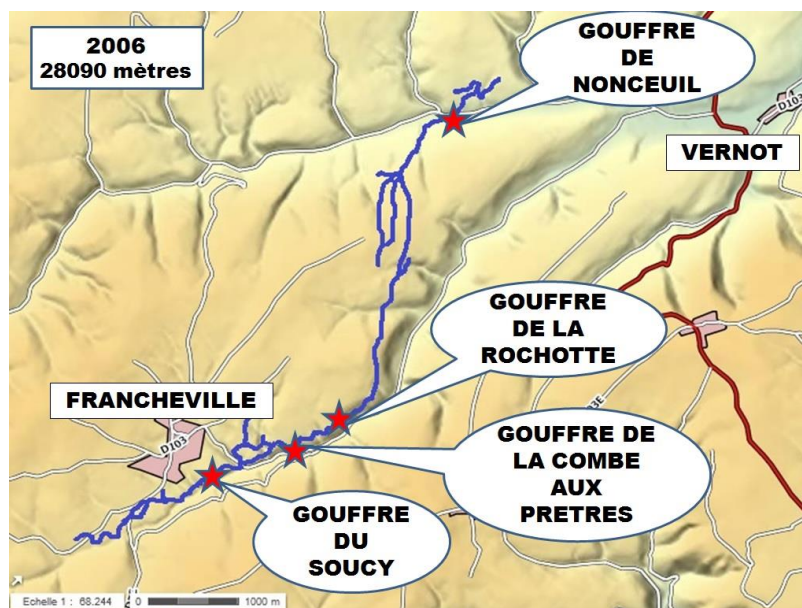 2006
28090 mètres
GOUFFRE
DE
NONCEUIL
D103
VERNOT
GOUFFRE
DE LA
ROCHOTTE
FRANCHEVILLE
D103
GOUFFRE DE
LA COMBE
AUX
PRETRES
GOUFFRE
DU
SOUCY
Echelle 1 : 68.244 0 1000 m